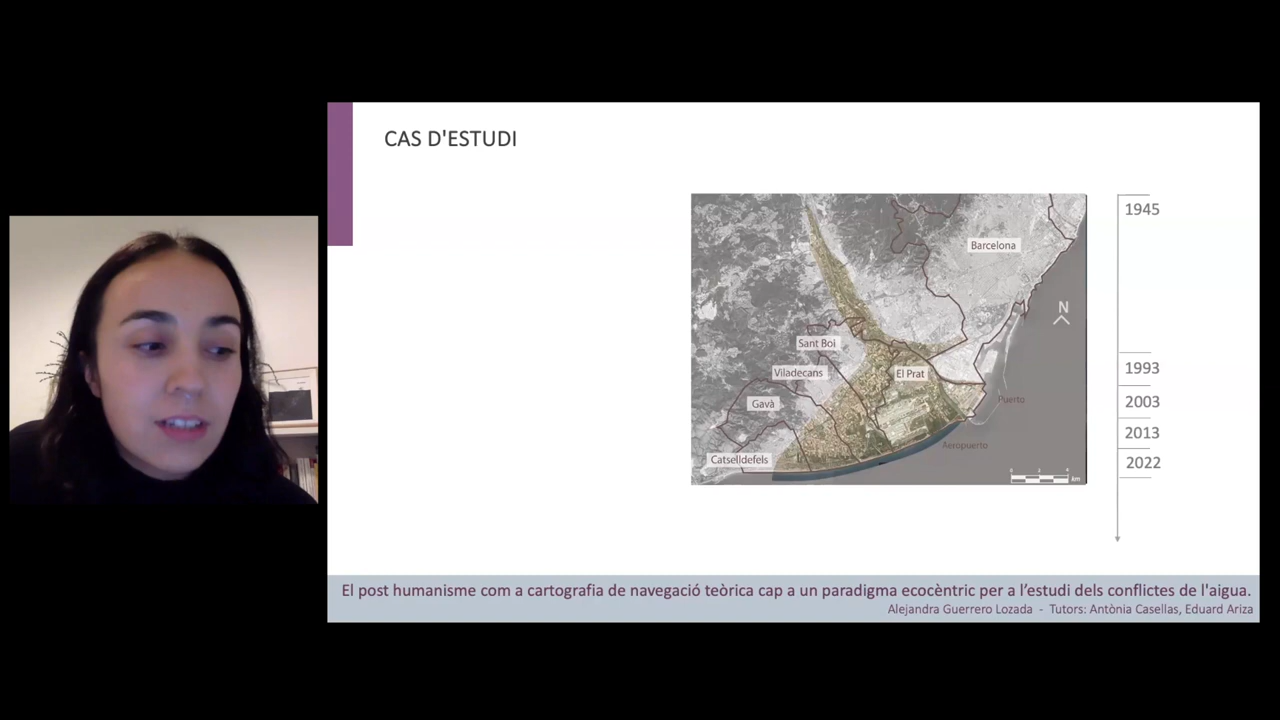 CAS D'ESTUDI
Barcelona
N
Sant Boi
Viladecans
El Prat
Gavà
Puerto
Aeropuerto
Catselldefels
km
1945
1993
2003
2013
2022
El post humanisme com a cartografia de navegació teòrica cap a un paradigma ecocèntric per a l’estudi dels conflictes de l'aigua.
Alejandra Guerrero Lozada - Tutors: Antònia Casellas, Eduard Ariza